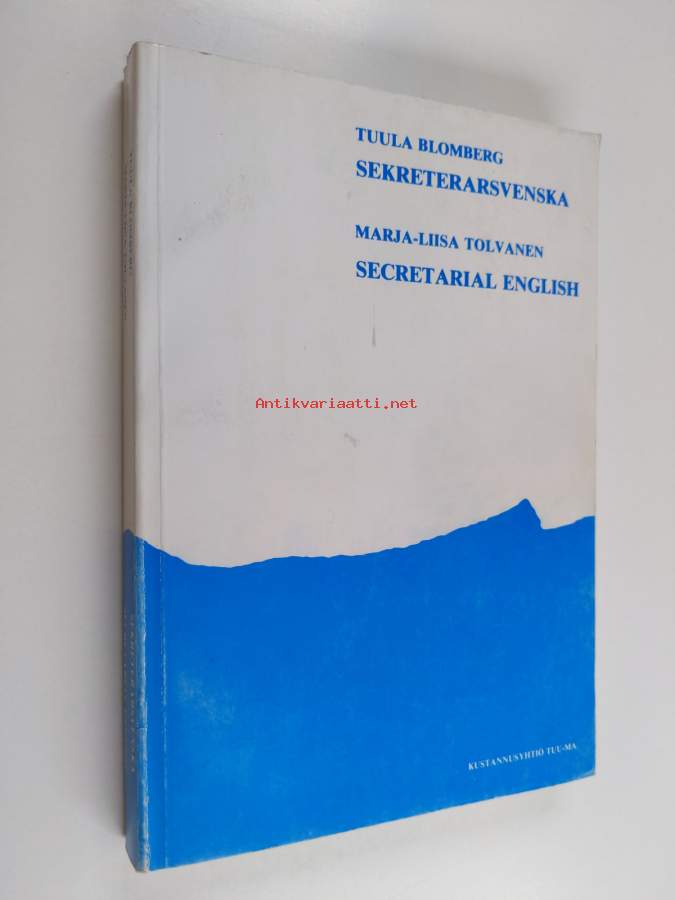 TUULA BLOMBERG
SEKRETERARSVENSKA
MARJA-LIISA TOLVANEN
SECRETARIAL ENGLISH
Antikvariaatti.net
KUSTANNUSYHTIÖ TUU-MA